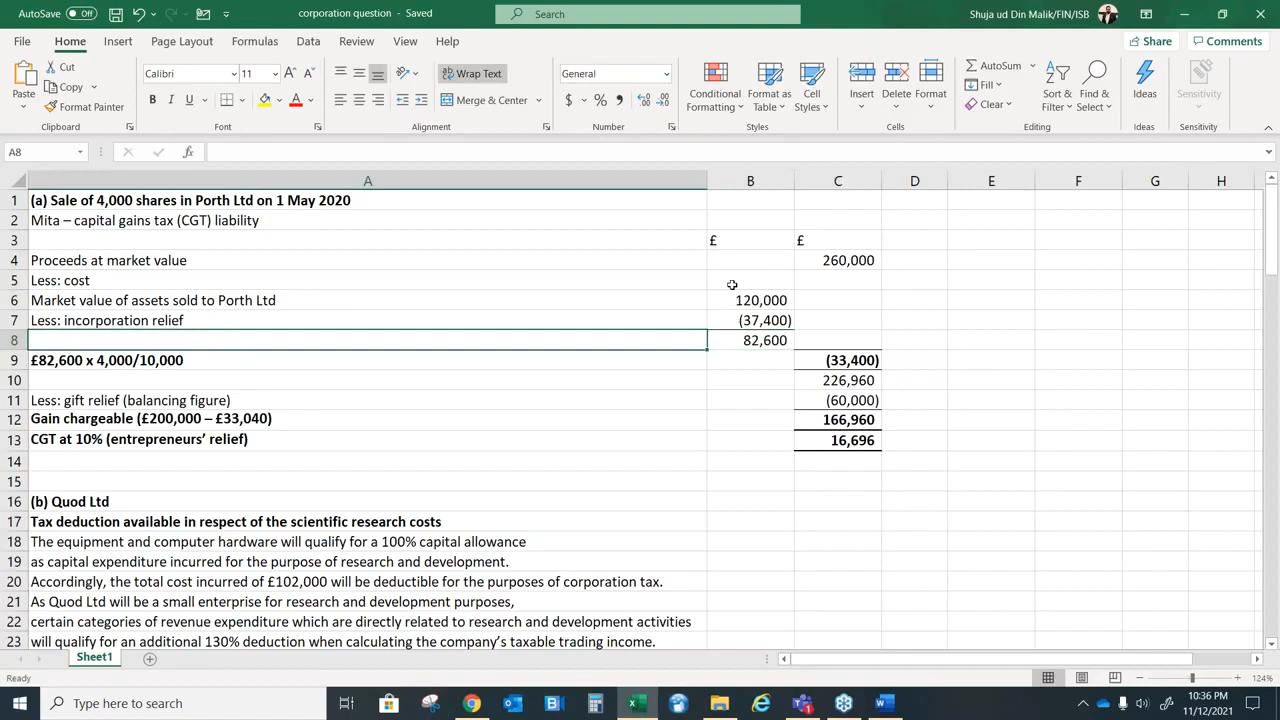 AutoSave Off corporation question - Saved Search Shuja ud Din Malik/FIN/ISB
File Home Insert Page Layout Formulas Data Review View Help Share Comments
Paste Cut Copy Format Painter Clipboard
Calibri 11 A A B I U A Font
Wrap Text Merge & Center Alignment
General $ % , Number
Conditional Formatting Format as Table Cell Styles Styles
Insert Delete Format Cells
AutoSum Fill Clear Sort & Filter Find & Select Editing
Ideas Ideas
Sensitivity Sensitivity
A8 fx
A B C D E F G H
1 (a) Sale of 4,000 shares in Porth Ltd on 1 May 2020
2 Mita – capital gains tax (CGT) liability
3 £ £
4 Proceeds at market value 260,000
5 Less: cost
6 Market value of assets sold to Porth Ltd 120,000
7 Less: incorporation relief (37,400)
8 82,600
9 £82,600 x 4,000/10,000 (33,400)
10 226,960
11 Less: gift relief (balancing figure) (60,000)
12 Gain chargeable (£200,000 – £33,040) 166,960
13 CGT at 10% (entrepreneurs’ relief) 16,696
14
15
16 (b) Quod Ltd
17 Tax deduction available in respect of the scientific research costs
18 The equipment and computer hardware will qualify for a 100% capital allowance
19 as capital expenditure incurred for the purpose of research and development.
20 Accordingly, the total cost incurred of £102,000 will be deductible for the purposes of corporation tax.
21 As Quod Ltd will be a small enterprise for research and development purposes,
22 certain categories of revenue expenditure which are directly related to research and development activities
23 will qualify for an additional 130% deduction when calculating the company’s taxable trading income.
Sheet1
Ready 124%
Type here to search 10:36 PM
11/12/2021